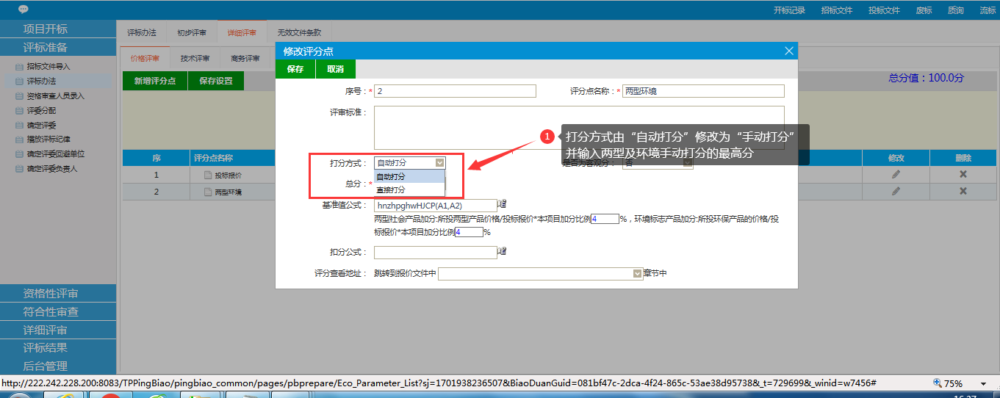 开标记录 招标文件 投标文件 废标 质询 流标
项目开标
评标准备
招标文件导入
评标办法
资格审查人员录入
评委分配
确定评委
播放评标纪律
确定评委回避单位
确定评委负责人
资格性评审
符合性审查
详细评审
评标结果
后台管理
评标办法 初步评审 详细评审 无效文件条款
价格评审 技术评审 商务评审
新增评分点 保存设置
总分值：100.0分
序 评分点名称 修改 删除
1 投标报价
2 两型环境
修改评分点
保存 取消
序号：* 2 评分点名称：* 两型环境
评审标准：
1 打分方式由“自动打分”修改为“手动打分”
并输入两型及环境手动打分的最高分
打分方式： 自动打分 是否为客观分： 否
自动打分
总分：*
直接打分
基准值公式： hnzhpghwHJCP(A1,A2)
两型社会产品加分:所投两型产品价格/投标报价*本项目加分比例4%，环境标志产品加分:所投环保产品的价格/投
标报价*本项目加分比例4%
扣分公式：
评分查看地址： 跳转到报价文件中 章节中
http://222.242.228.200:8083/TPPingBiao/pingbiao_common/pages/pbprepare/Eco_Parameter_List?sj=1701938236507&BiaoDuanGuid=081bf47c-2dca-4f24-865c-53ae38d95738&_t=729699&_winid=w7456# 75%